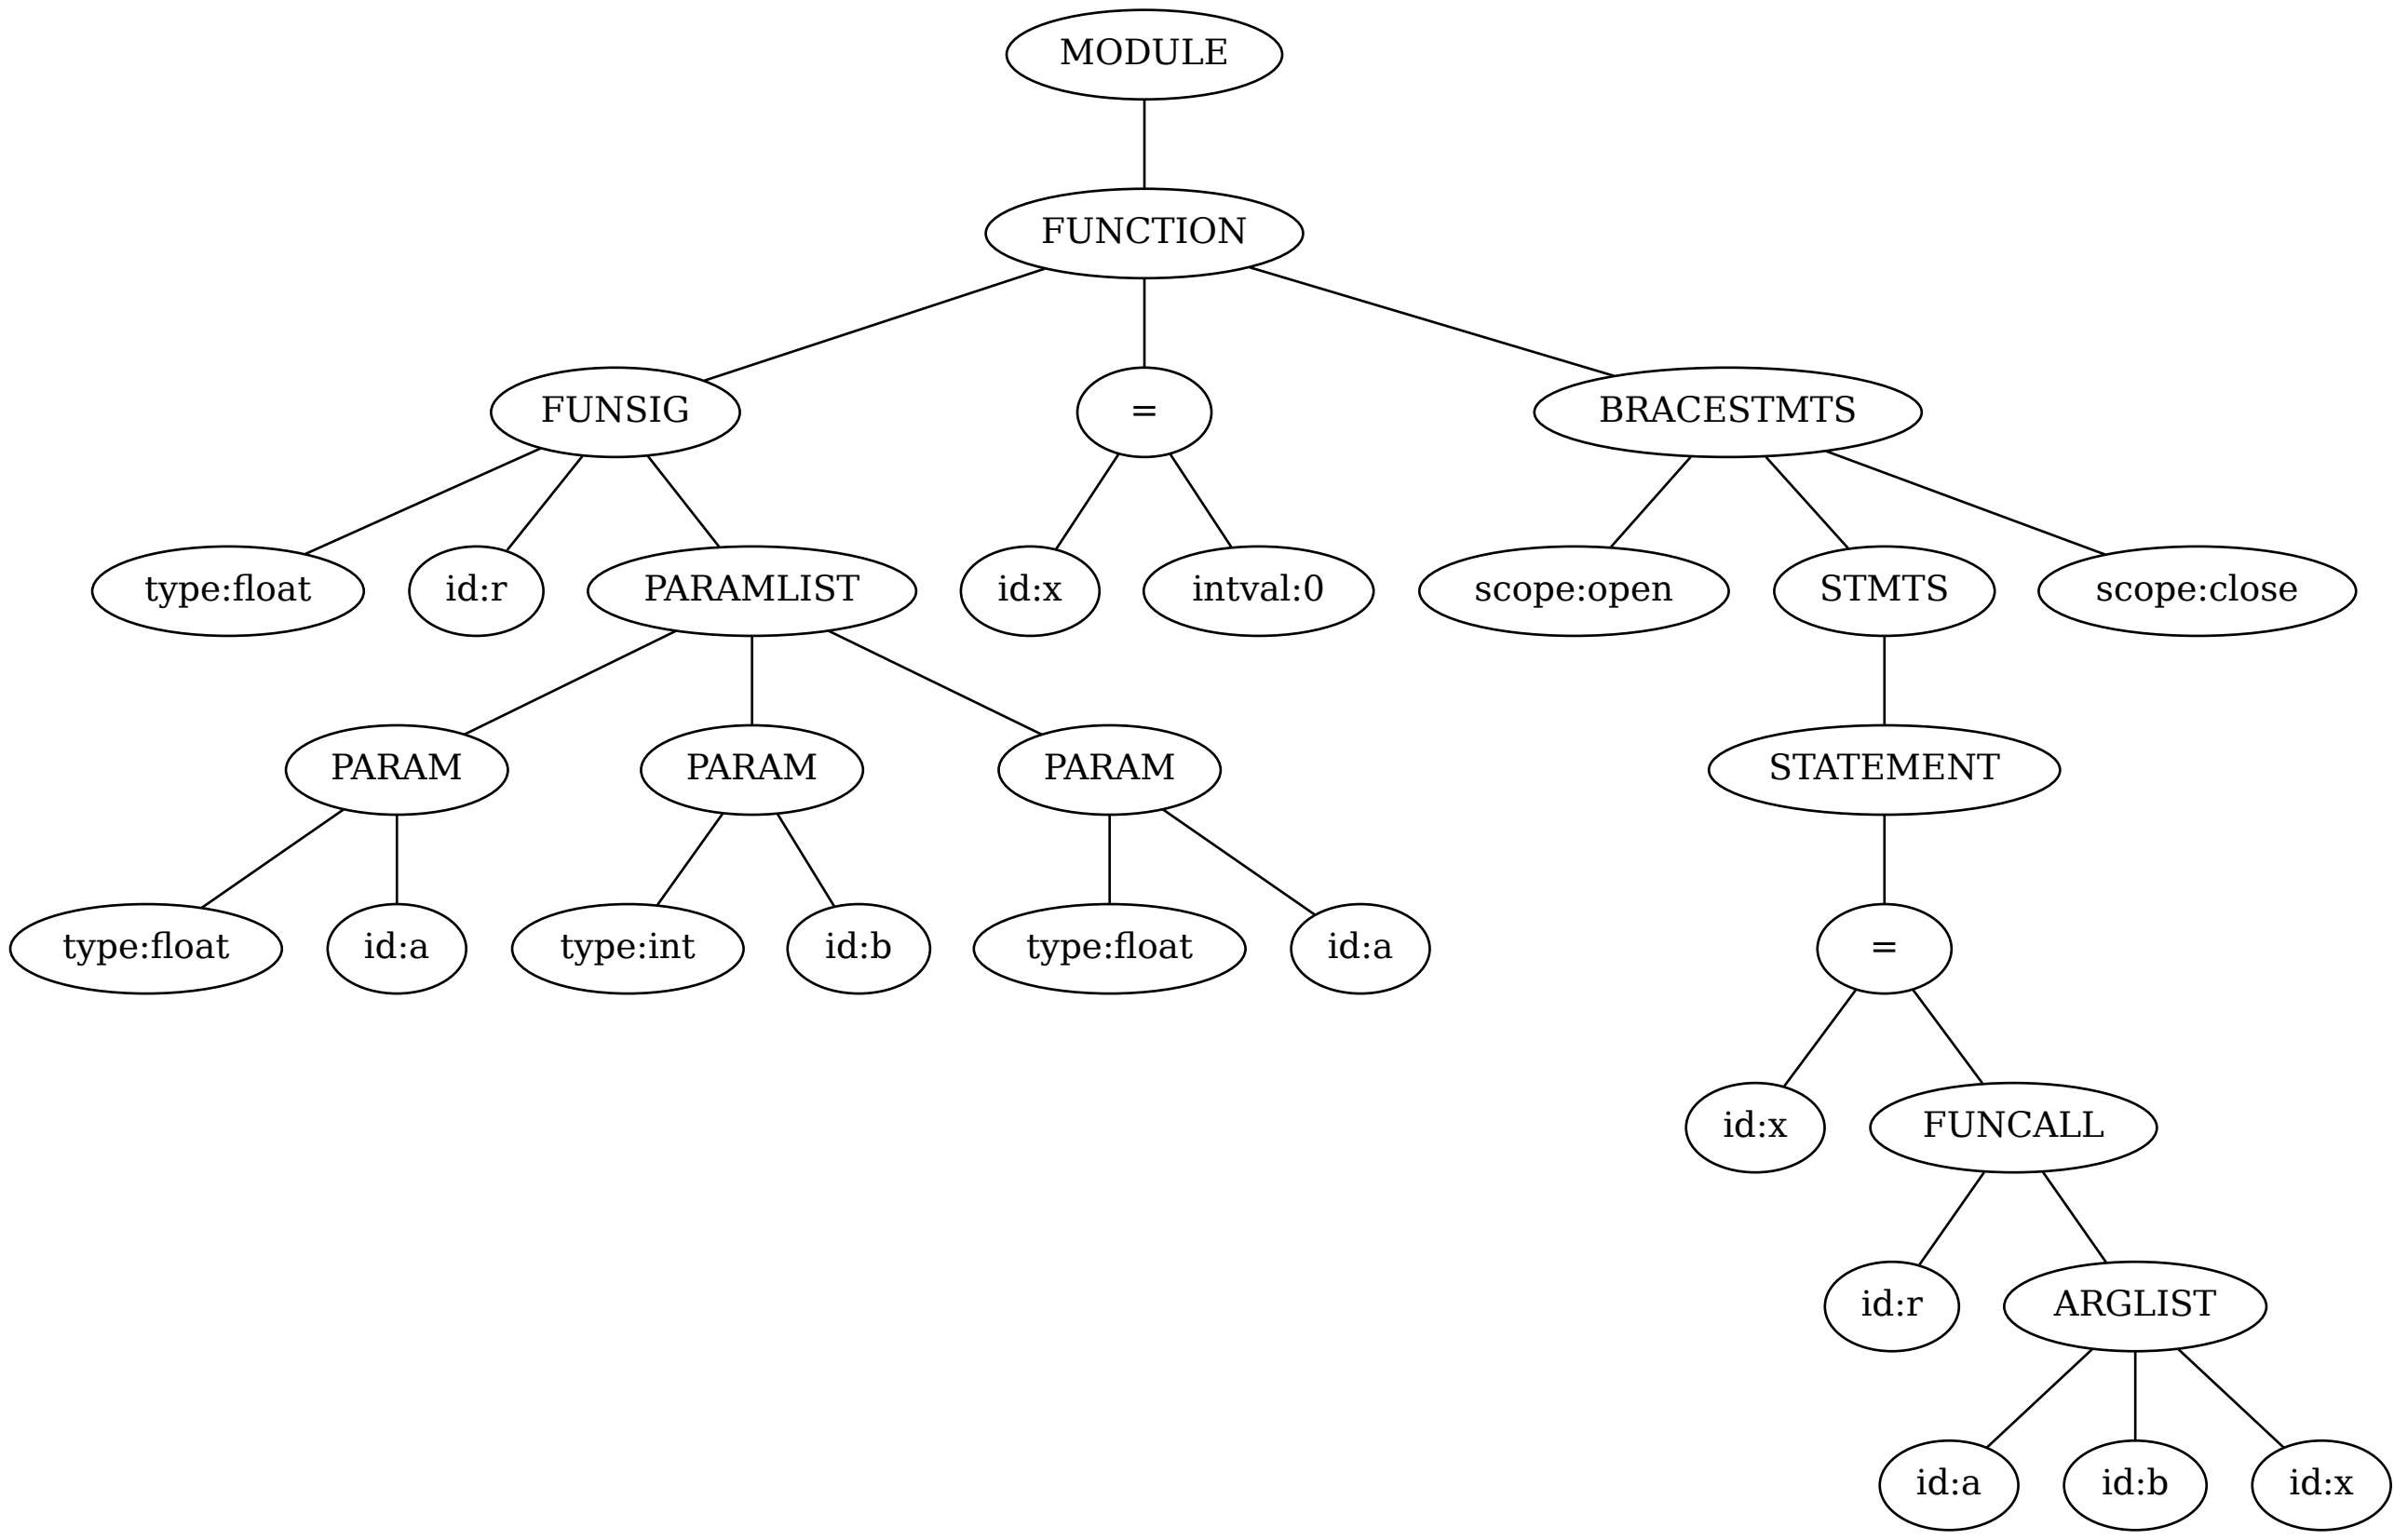 MODULE
FUNCTION
FUNSIG
=
BRACESTMTS
type:float
id:r
PARAMLIST
id:x
intval:0
scope:open
STMTS
scope:close
PARAM
PARAM
PARAM
STATEMENT
type:float
id:a
type:int
id:b
type:float
id:a
=
id:x
FUNCALL
id:r
ARGLIST
id:a
id:b
id:x